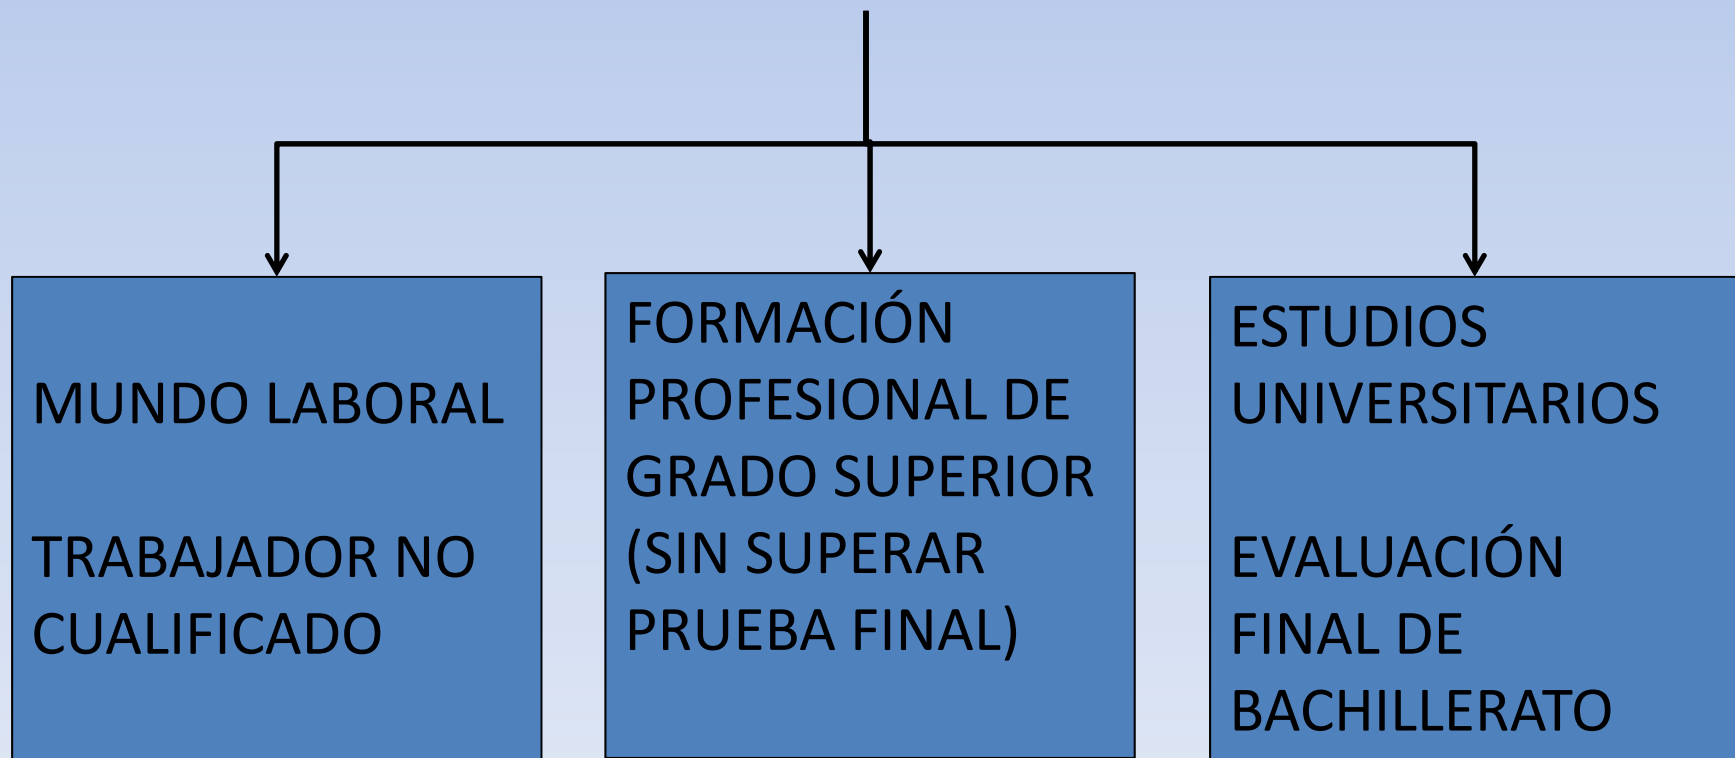 MUNDO LABORAL
TRABAJADOR NO
CUALIFICADO
FORMACIÓN
PROFESIONAL DE
GRADO SUPERIOR
(SIN SUPERAR
PRUEBA FINAL)
ESTUDIOS
UNIVERSITARIOS
EVALUACIÓN
FINAL DE
BACHILLERATO